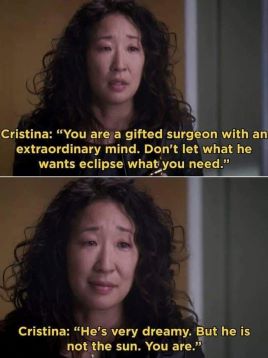 Cristina: “You are a gifted surgeon with an
extraordinary mind. Don't let what he
wants eclipse what you need.”
Cristina: “He's very dreamy. But he is
not the sun. You are.”